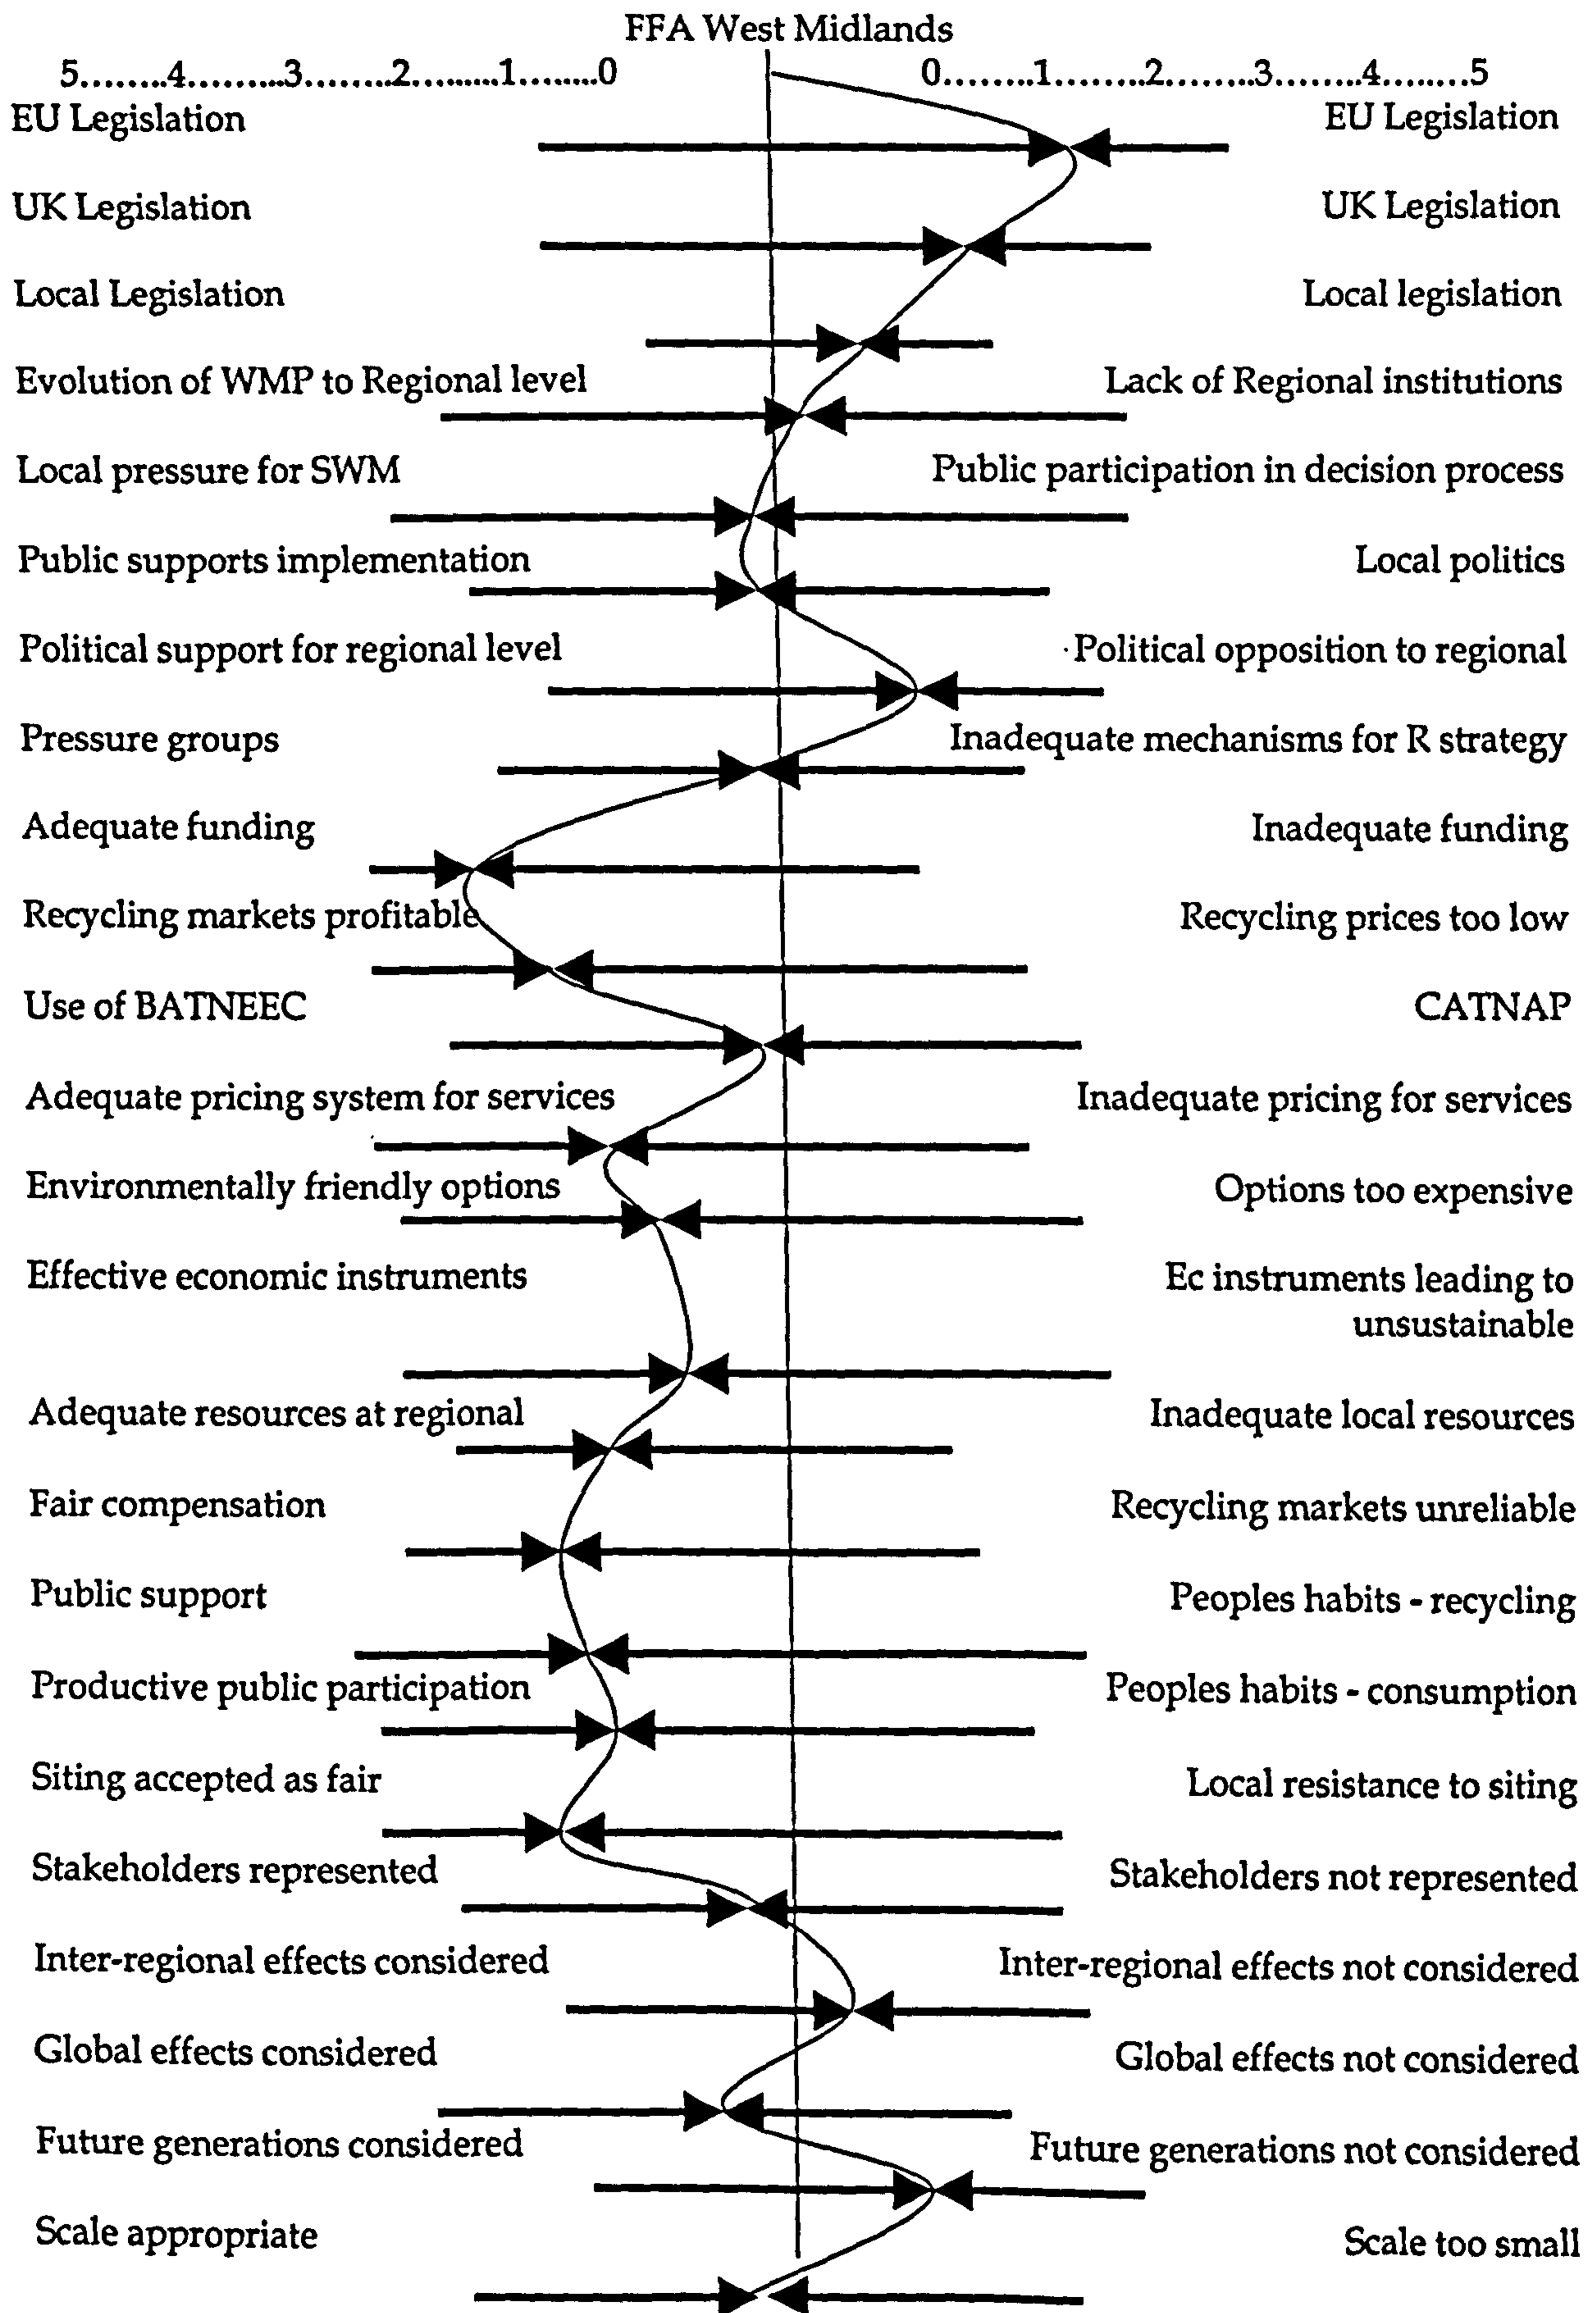 FFA West Midlands
5........4.........3.........2.........1........0 0.........1.........2.........3.........4........5
EU Legislation EU Legislation
UK Legislation UK Legislation
Local Legislation Local legislation
Evolution of WMP to Regional level Lack of Regional institutions
Local pressure for SWM Public participation in decision process
Public supports implementation Local politics
Political support for regional level Political opposition to regional
Pressure groups Inadequate mechanisms for R strategy
Adequate funding Inadequate funding
Recycling markets profitable Recycling prices too low
Use of BATNEEC CATNAP
Adequate pricing system for services Inadequate pricing for services
Environmentally friendly options Options too expensive
Effective economic instruments Ec instruments leading to
unsustainable
Adequate resources at regional Inadequate local resources
Fair compensation Recycling markets unreliable
Public support Peoples habits - recycling
Productive public participation Peoples habits - consumption
Siting accepted as fair Local resistance to siting
Stakeholders represented Stakeholders not represented
Inter-regional effects considered Inter-regional effects not considered
Global effects considered Global effects not considered
Future generations considered Future generations not considered
Scale appropriate Scale too small